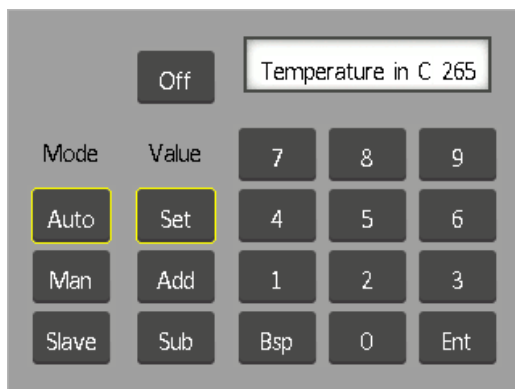 Off Temperature in C 265
Mode Value 7 8 9
Auto Set 4 5 6
Man Add 1 2 3
Slave Sub Bsp 0 Ent